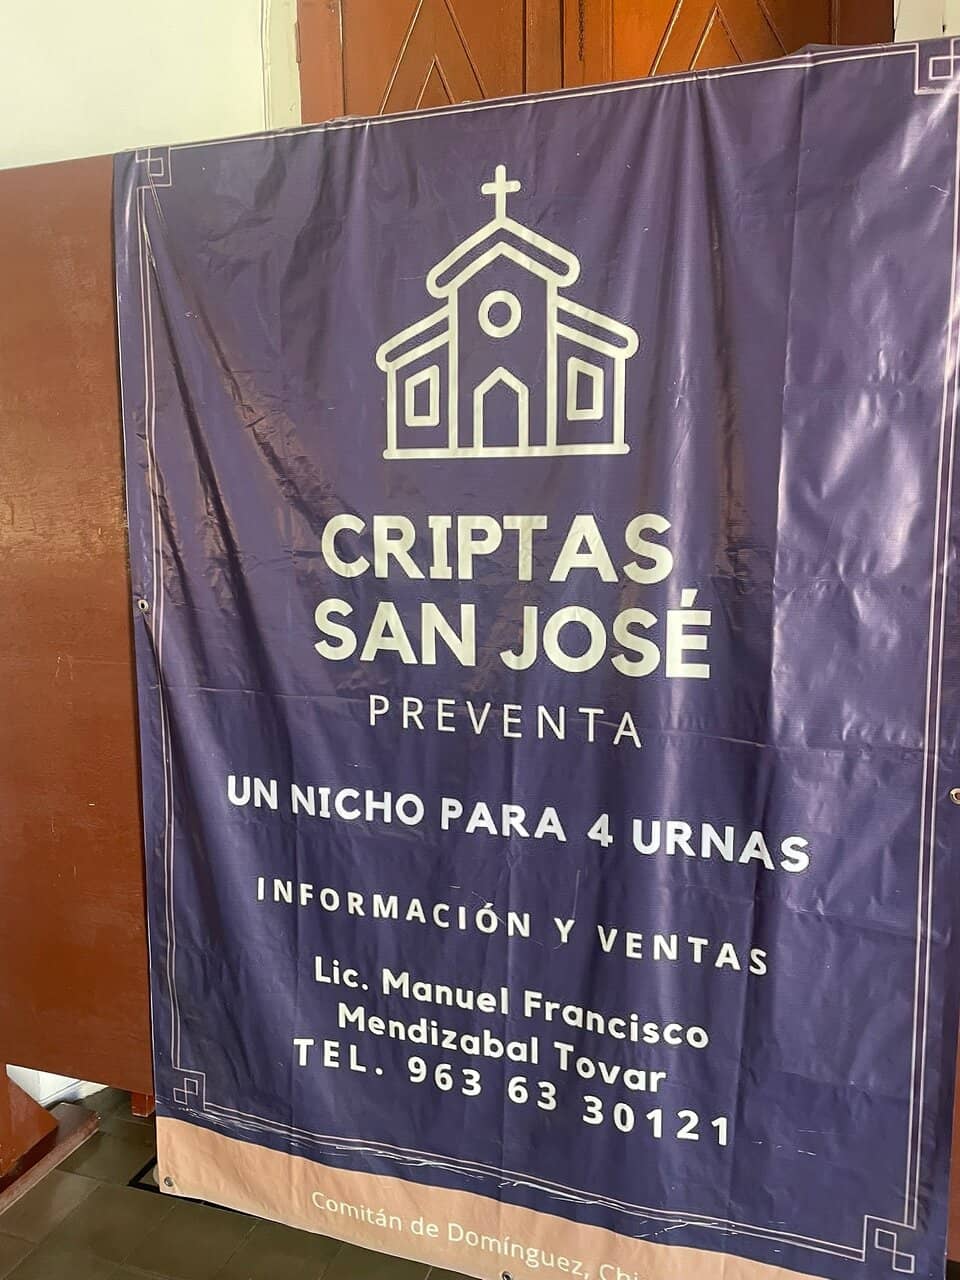 CRIPTAS
SAN JOSÉ
PREVENTA
UN NICHO PARA 4 URNAS
INFORMACIÓN Y VENTAS
Lic. Manuel Francisco
Mendizabal Tovar
TEL. 963 63 30121
Comitán de Domínguez,